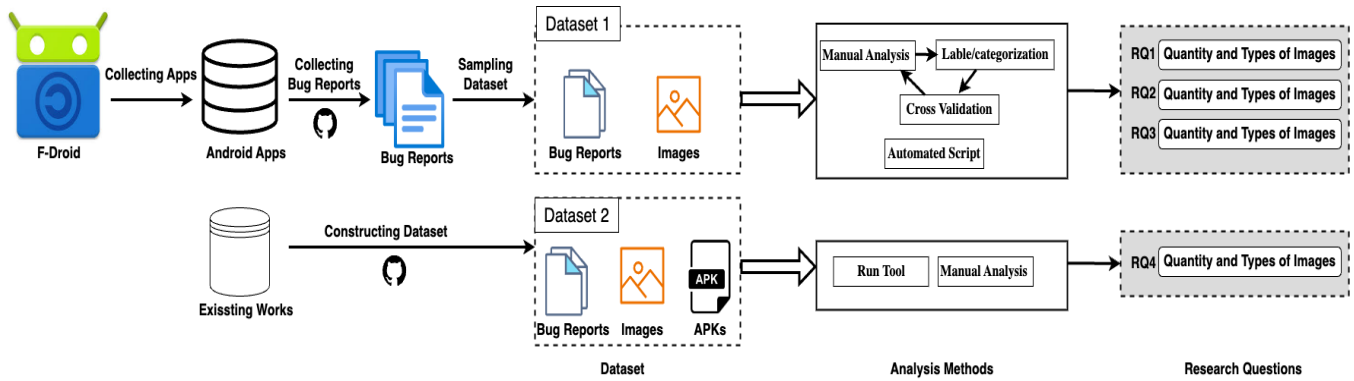 Dataset 1
Collecting Apps
Collecting
Bug Reports
Sampling
Dataset
F-Droid
Android Apps
Bug Reports
Bug Reports
Images
Manual Analysis
Lable/categorization
Cross Validation
Automated Script
RQ1
Quantity and Types of Images
RQ2
Quantity and Types of Images
RQ3
Quantity and Types of Images
Dataset 2
Constructing Dataset
Exissting Works
APK
Bug Reports
Images
APKs
Run Tool
Manual Analysis
RQ4
Quantity and Types of Images
Dataset
Analysis Methods
Research Questions